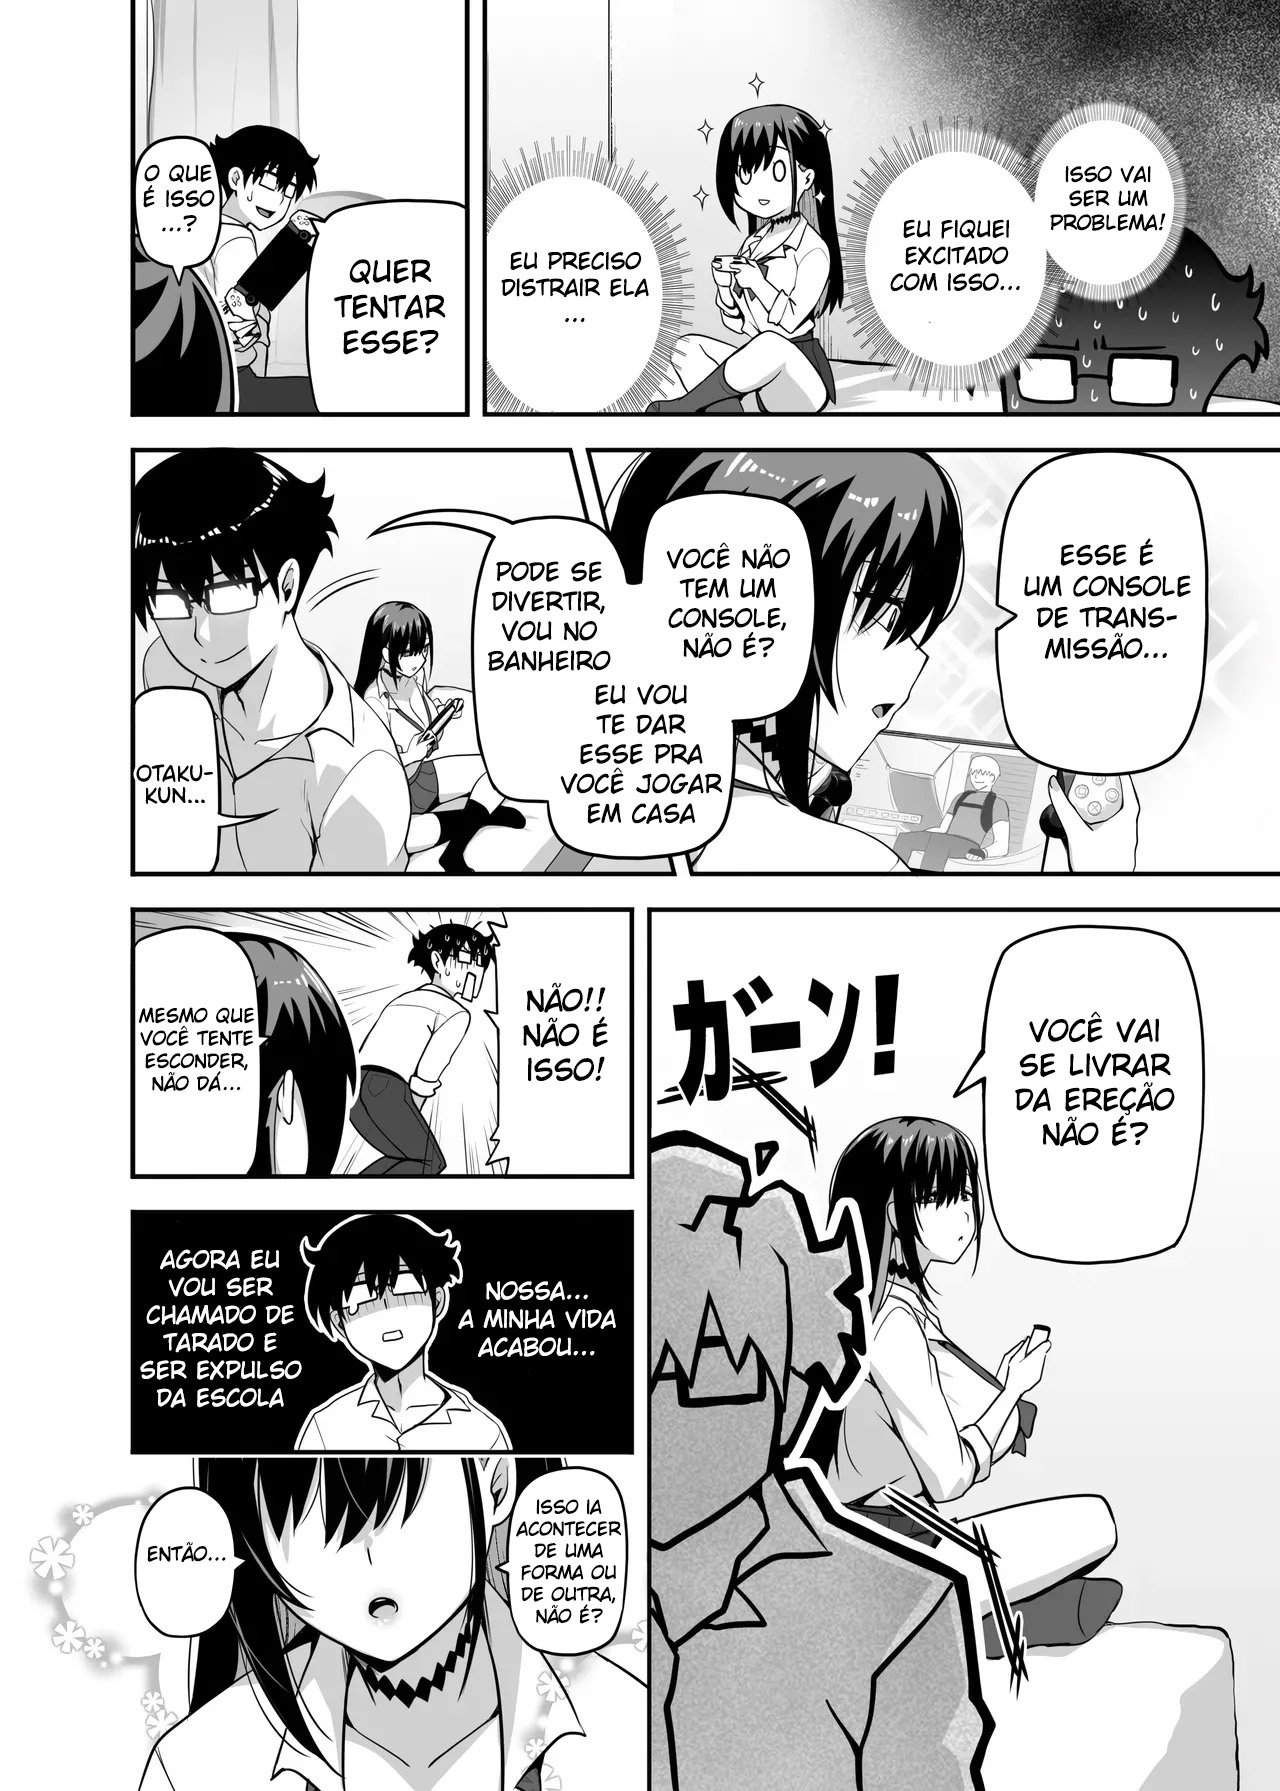 ISSO VAI
SER UM
PROBLEMA!
EU FIQUEI
EXCITADO
COM ISSO...
EU PRECISO
DISTRAIR ELA
...
QUER
TENTAR
ESSE?
O QUE
É ISSO
...?
ESSE É
UM CONSOLE
DE TRANS-
MISSÃO...
VOCÊ NÃO
TEM UM
CONSOLE,
NÃO É?
EU VOU
TE DAR
ESSE PRA
VOCÊ JOGAR
EM CASA
PODE SE
DIVERTIR,
VOU NO
BANHEIRO
OTAKU-
KUN...
VOCÊ VAI
SE LIVRAR
DA EREÇÃO
NÃO É?
ガーン!
NÃO!!
NÃO É
ISSO!
MESMO QUE
VOCÊ TENTE
ESCONDER,
NÃO DÁ...
NOSSA...
A MINHA VIDA
ACABOU...
AGORA EU
VOU SER
CHAMADO DE
TARADO E
SER EXPULSO
DA ESCOLA
ISSO IA
ACONTECER
DE UMA
FORMA OU
DE OUTRA,
NÃO É?
ENTÃO...